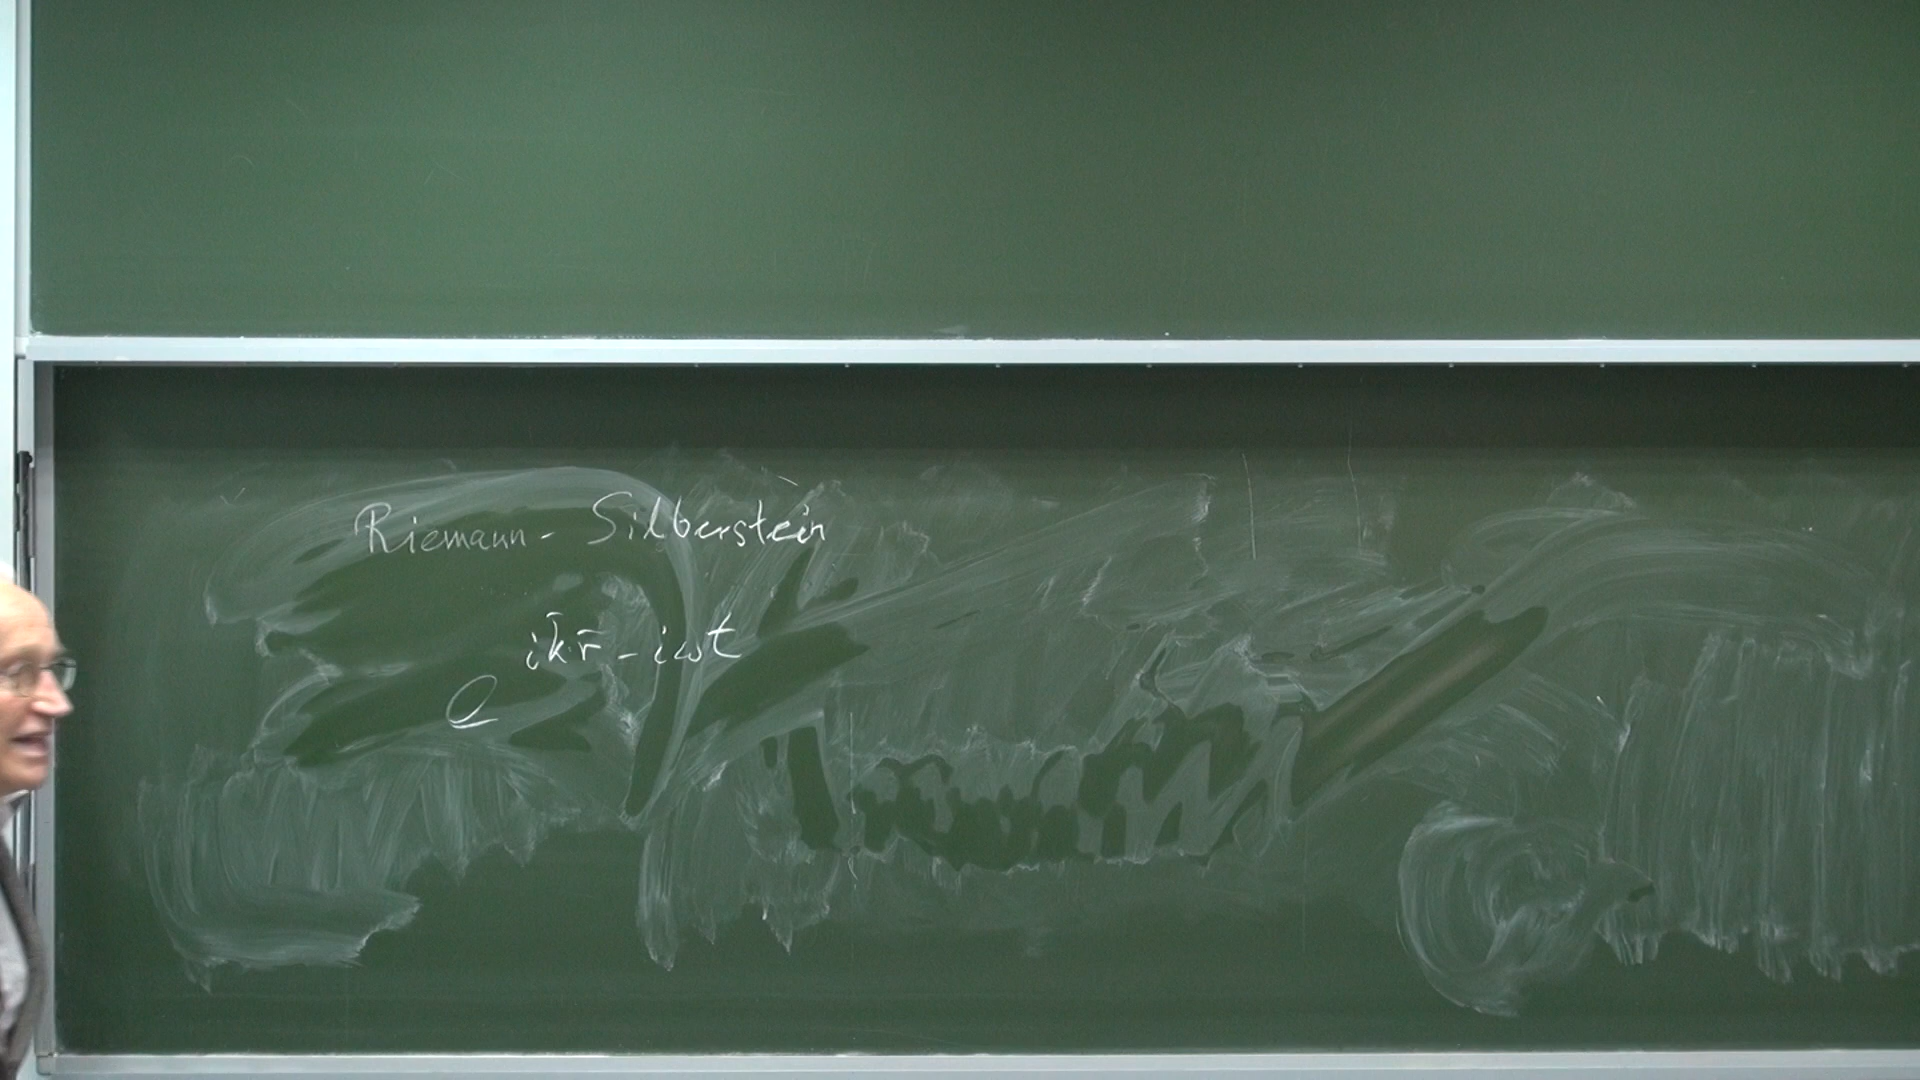 Riemann - Silberstein
ik̄r̄ - iωt
e